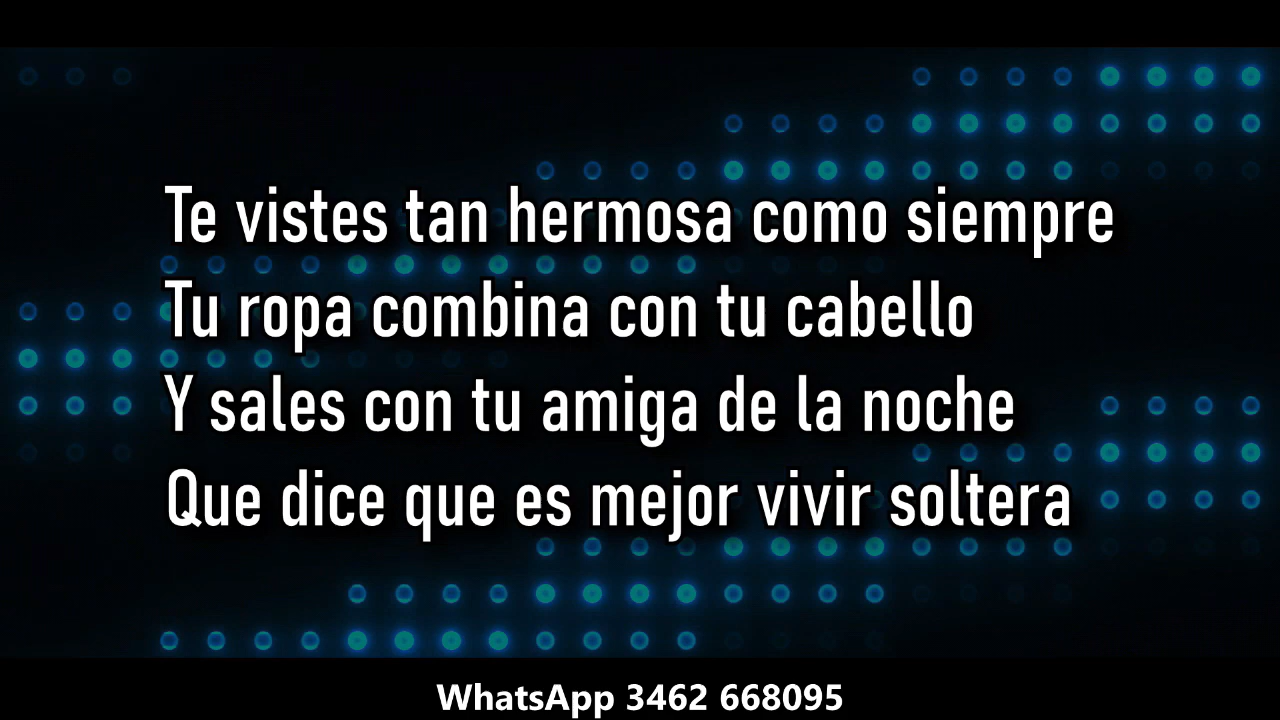 Te vistes tan hermosa como siempre
Tu ropa combina con tu cabello
Y sales con tu amiga de la noche
Que dice que es mejor vivir soltera
WhatsApp 3462 668095